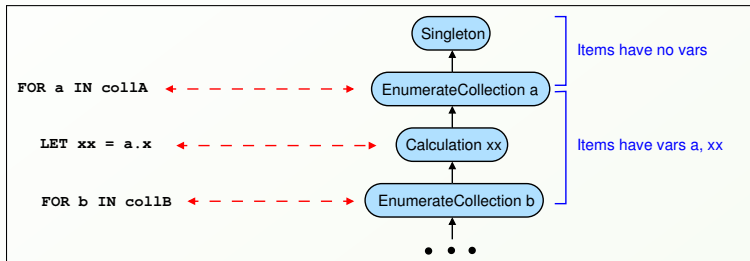 Singleton
Items have no vars
FOR a IN collA
EnumerateCollection a
LET xx = a.x
Calculation xx
Items have vars a, xx
FOR b IN collB
EnumerateCollection b